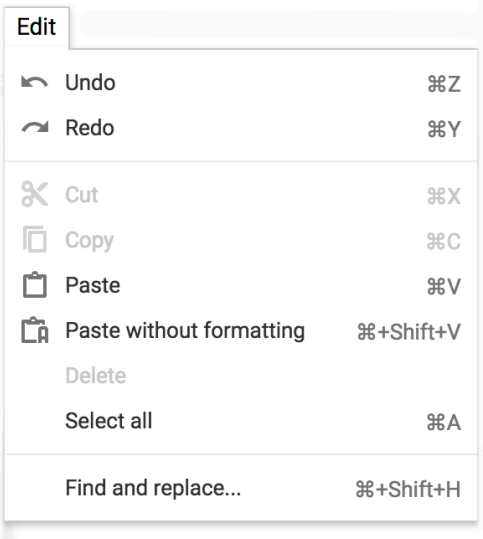 Edit
Undo ⌘Z
Redo ⌘Y
Cut ⌘X
Copy ⌘C
Paste ⌘V
Paste without formatting ⌘+Shift+V
Delete
Select all ⌘A
Find and replace... ⌘+Shift+H